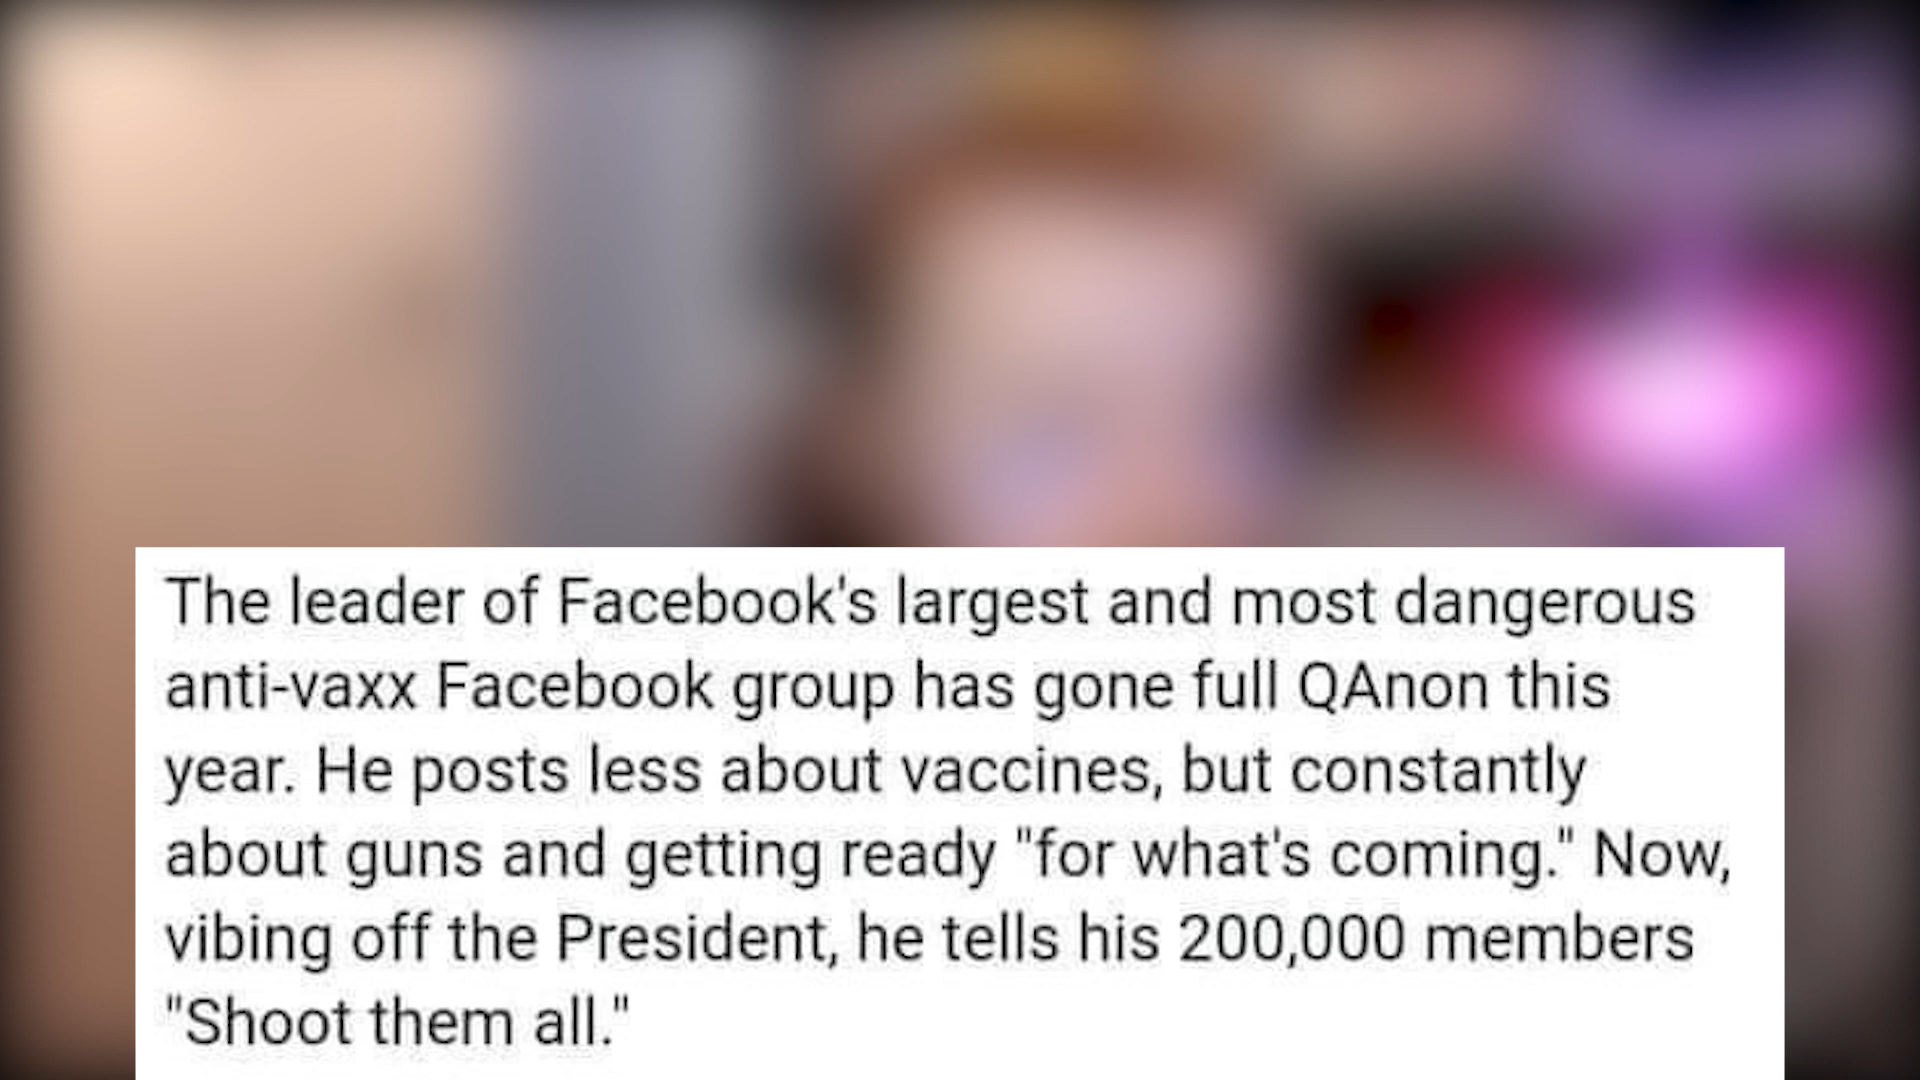 The leader of Facebook's largest and most dangerous
anti-vaxx Facebook group has gone full QAnon this
year. He posts less about vaccines, but constantly
about guns and getting ready "for what's coming." Now,
vibing off the President, he tells his 200,000 members
"Shoot them all."